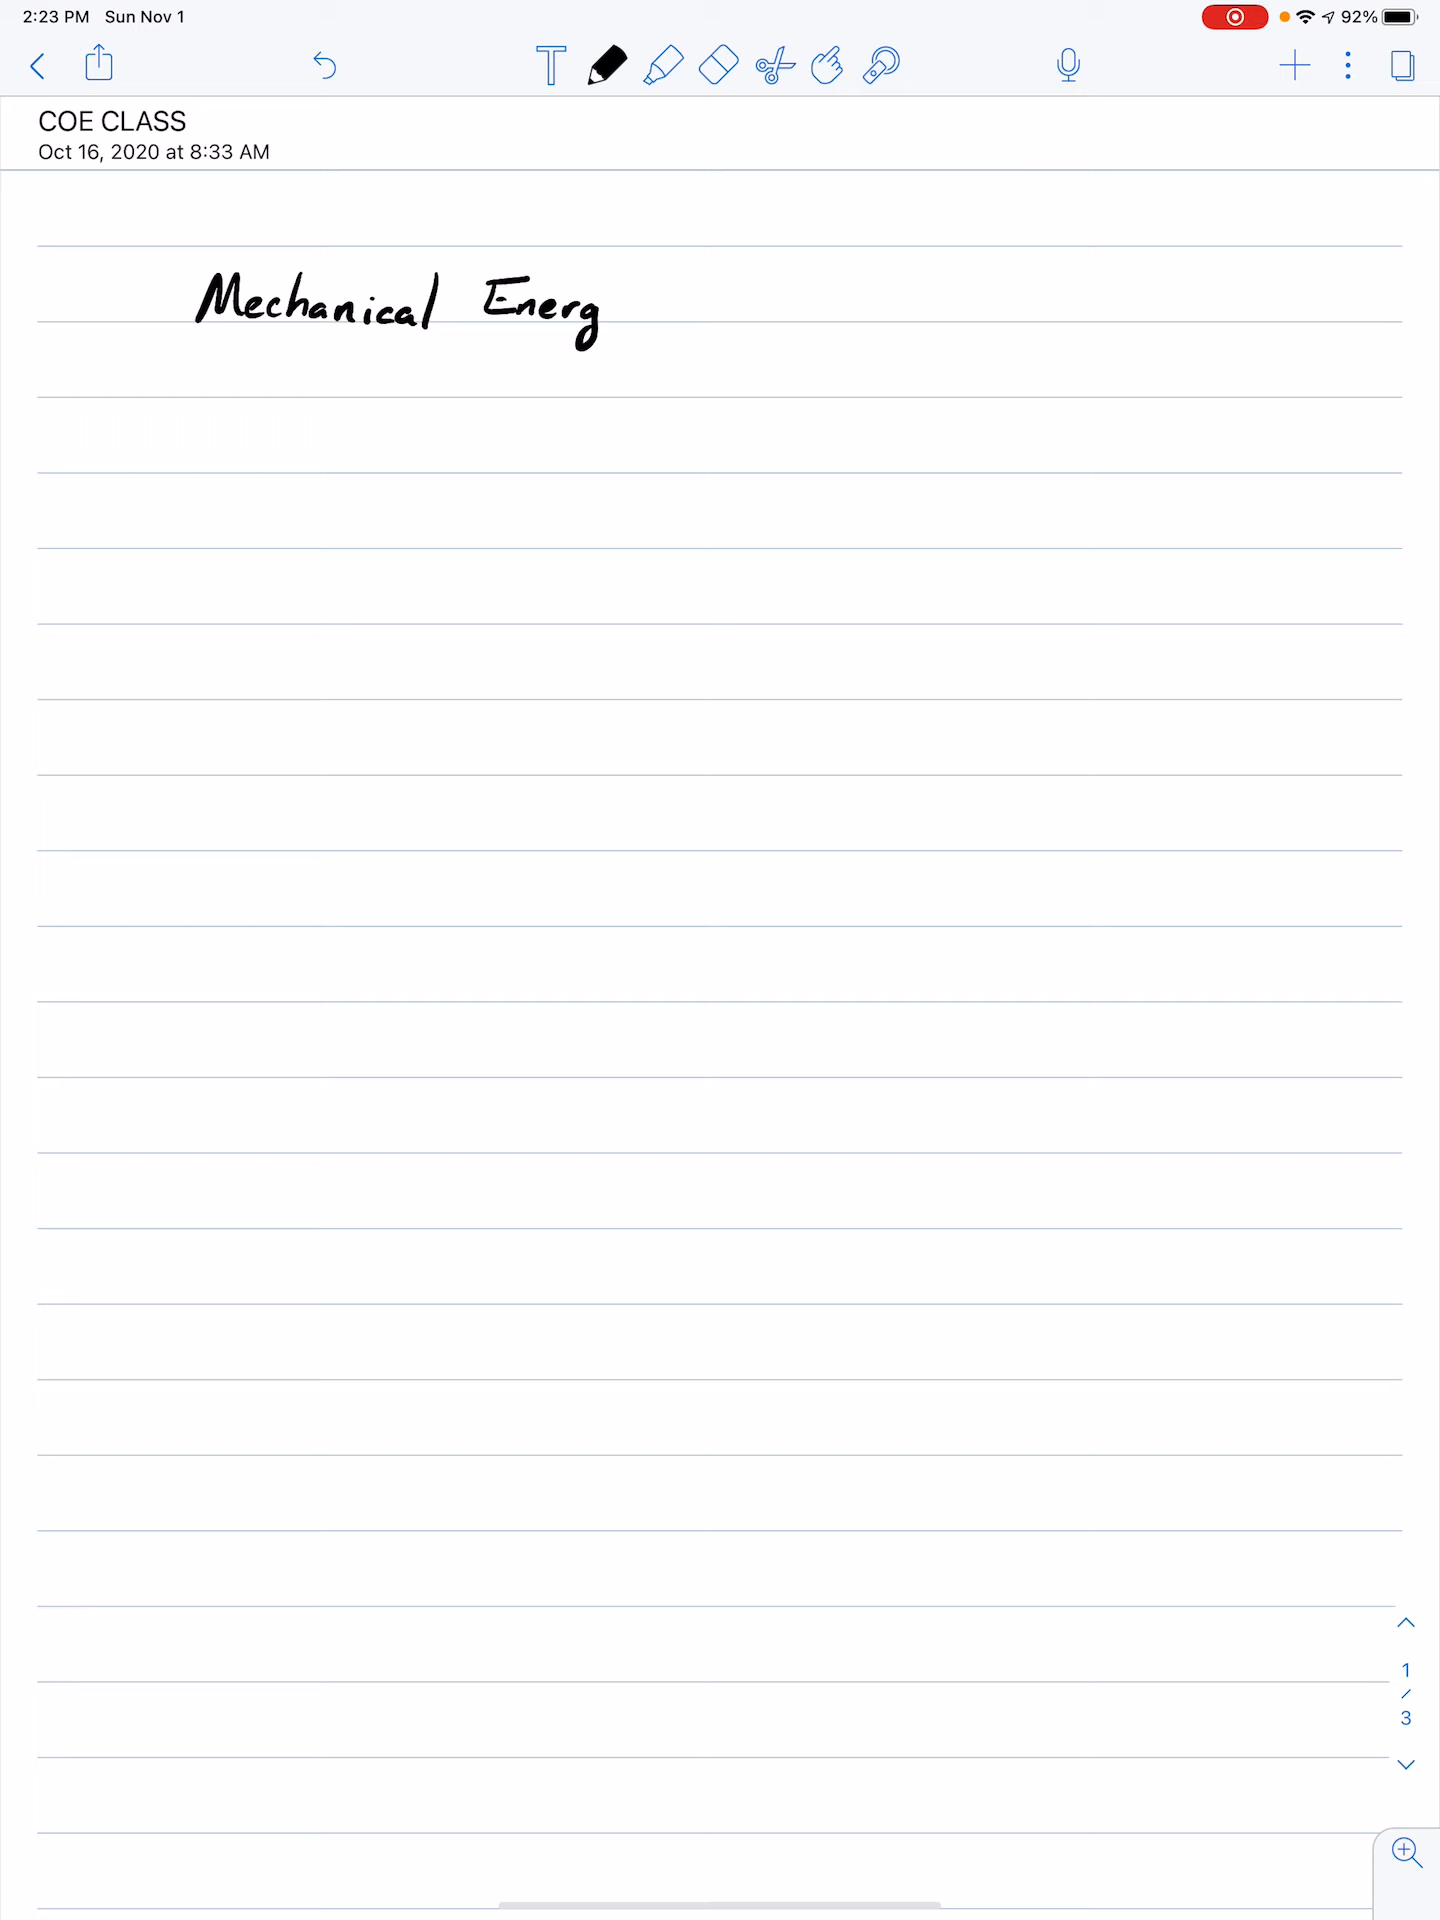 2:23 PM Sun Nov 1 92%
COE CLASS
Oct 16, 2020 at 8:33 AM
Mechanical Energ
1
/
3